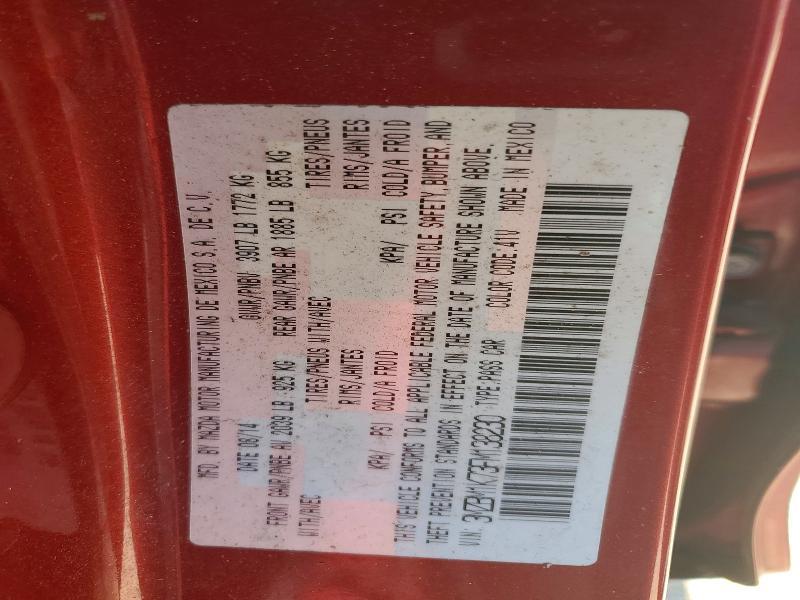 MFD. BY MAZDA MOTOR MANUFACTURING DE MEXICO S.A. DE C.V.
DATE 08/14 GVWR/PNBV 3907 LB 1772 KG
FRONT GAWR/PNBE AV 2039 LB 925 KG REAR GAWR/PNBE AR 1885 LB 855 KG
WITH/AVEC TIRES/PNEUS WITH/AVEC TIRES/PNEUS
RIMS/JANTES RIMS/JANTES
KPA/ PSI COLD/A FROID KPA/ PSI COLD/A FROID
THIS VEHICLE CONFORMS TO ALL APPLICABLE FEDERAL MOTOR VEHICLE SAFETY BUMPER AND
THEFT PREVENTION STANDARDS IN EFFECT ON THE DATE OF MANUFACTURE SHOWN ABOVE.
VIN TYPE:PASS CAR COLOR CODE:41V MADE IN MEXICO